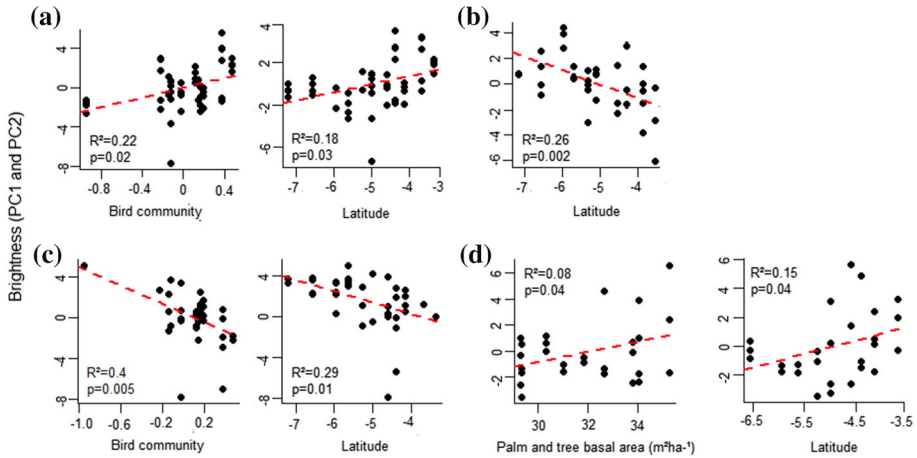 (a)
4
0
-4
-8
R²=0.22
p=0.02
-0.8
0
0.4
Bird community
2
-2
-6
R²=0.18
p=0.03
-7
-6
-5
-4
-3
Latitude
(b)
4
2
0
-2
-4
-6
R²=0.26
p=0.002
-7
-6
-5
-4
Latitude
Brightness (PC1 and PC2)
(c)
4
0
-4
-8
R²=0.4
p=0.005
-1.0
-0.6
-0.2
0.2
Bird community
4
0
-4
-8
R²=0.29
p=0.01
-7
-6
-5
-4
Latitude
(d)
6
4
2
0
-2
R²=0.08
p=0.04
30
32
34
Palm and tree basal area (m²ha-¹)
6
4
2
0
-2
R²=0.15
p=0.04
-6.5
-5.5
-4.5
-3.5
Latitude